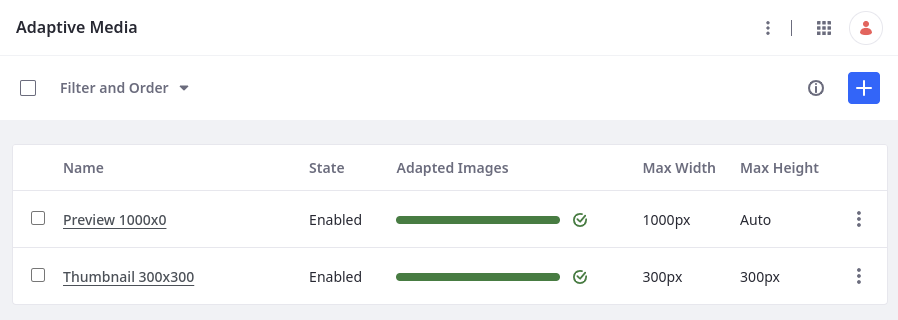 Adaptive Media
Filter and Order
Name State Adapted Images Max Width Max Height
Preview 1000x0 Enabled 1000px Auto
Thumbnail 300x300 Enabled 300px 300px